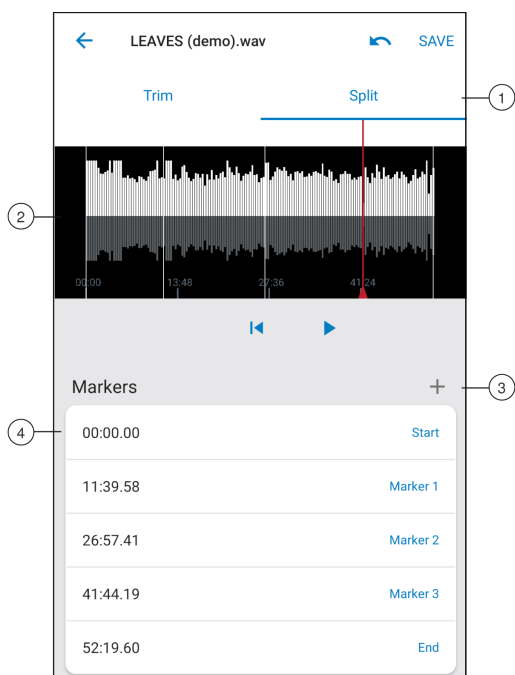 LEAVES (demo).wav SAVE
Trim Split
1
2
00:00 13:48 27:36 41:24
Markers
3
4
00:00.00 Start
11:39.58 Marker 1
26:57.41 Marker 2
41:44.19 Marker 3
52:19.60 End